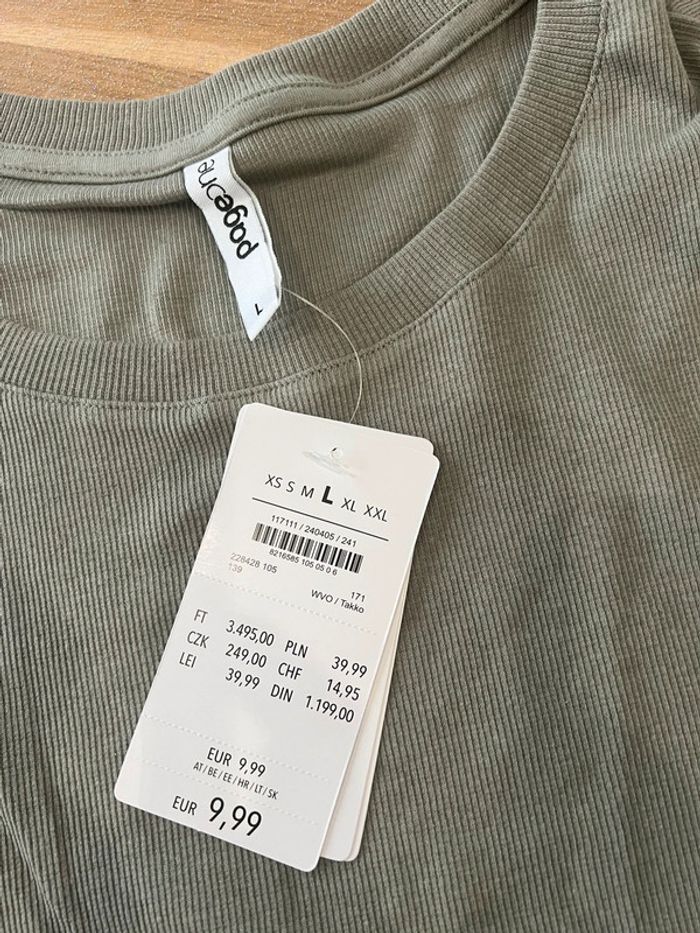 pageone
L
XS S M L XL XXL
117111 / 240405 / 241
8216585 105 05 0 6
228428 105 171
139 WVO / Takko
FT 3.495,00 PLN 39,99
CZK 249,00 CHF 14,95
LEI 39,99 DIN 1.199,00
EUR 9,99
AT/BE/EE/HR/LT/SK
EUR 9,99